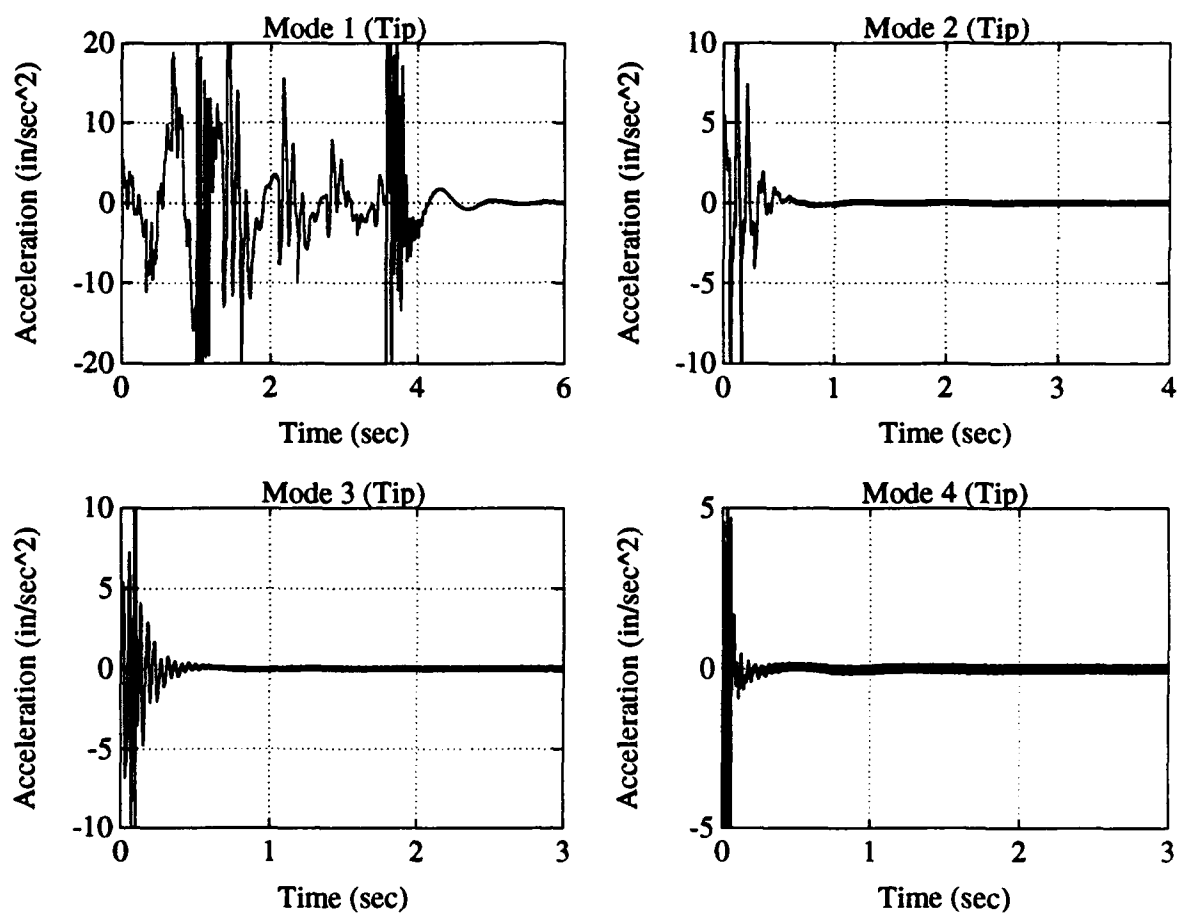 Mode 1 (Tip)
Acceleration (in/sec^2)
20
10
0
-10
-20
0 2 4 6
Time (sec)
Mode 2 (Tip)
Acceleration (in/sec^2)
10
5
0
-5
-10
0 1 2 3 4
Time (sec)
Mode 3 (Tip)
Acceleration (in/sec^2)
10
5
0
-5
-10
0 1 2 3
Time (sec)
Mode 4 (Tip)
Acceleration (in/sec^2)
5
0
-5
0 1 2 3
Time (sec)